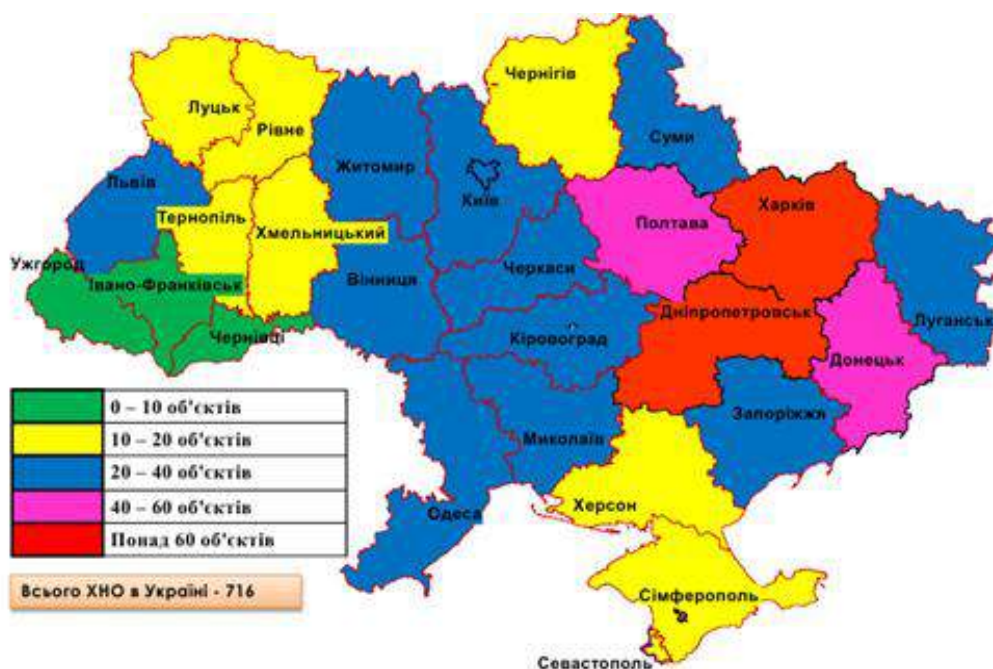 Чернігів
Луцьк
Рівне
Суми
Житомир
Київ
Львів
Харків
Полтава
Тернопіль
Хмельницький
Ужгород
Черкаси
Вінниця
Івано-Франківськ
Дніпропетровськ
Луганськ
Чернівці
Кіровоград
Донецьк
0 – 10 об'єктів
10 – 20 об'єктів
20 – 40 об'єктів
40 – 60 об'єктів
Понад 60 об'єктів
Запоріжжя
Миколаїв
Одеса
Херсон
Всього ХНО в Україні - 716
Сімферополь
Севастополь